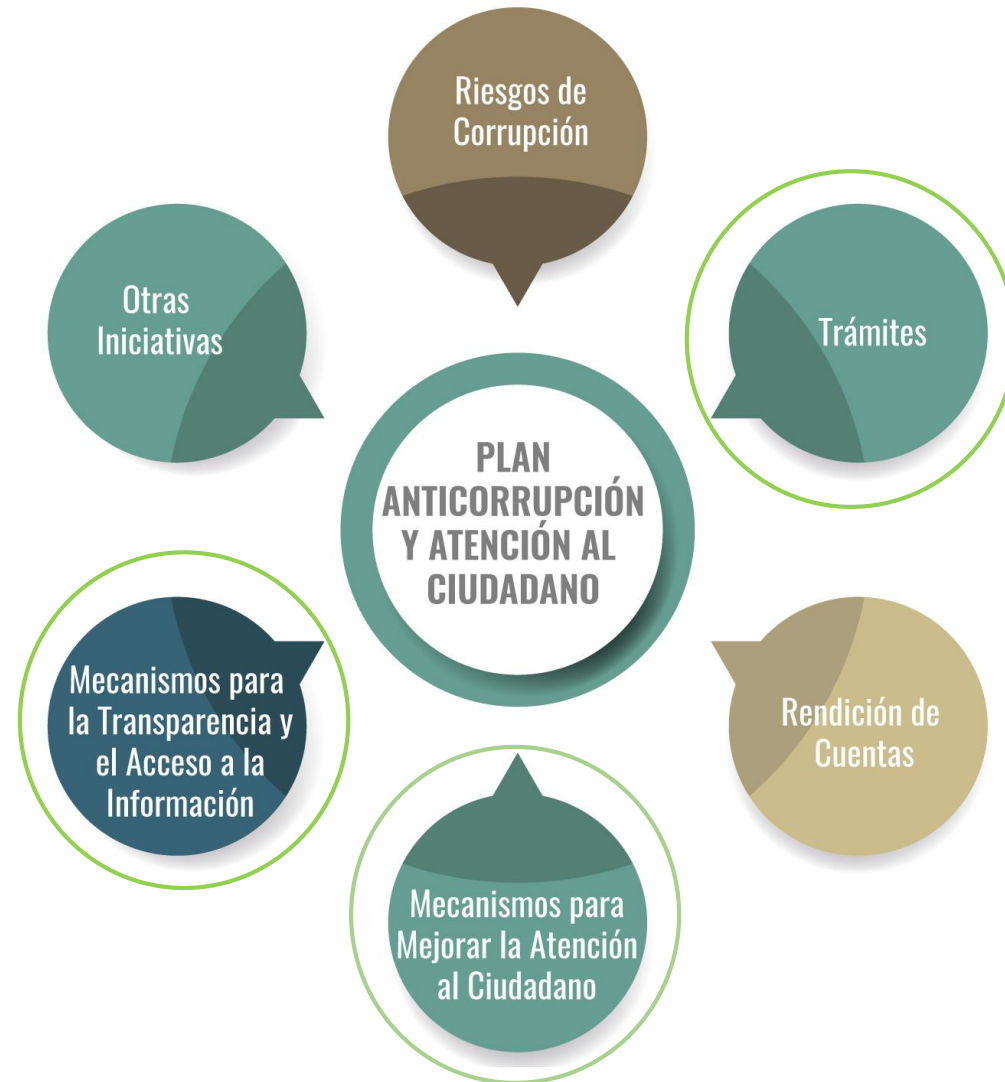 Riesgos de
Corrupción
Trámites
Otras
Iniciativas
PLAN
ANTICORRUPCIÓN
Y ATENCIÓN AL
CIUDADANO
Rendición de
Cuentas
Mecanismos para
la Transparencia y
el Acceso a la
Información
Mecanismos para
Mejorar la Atención
al Ciudadano